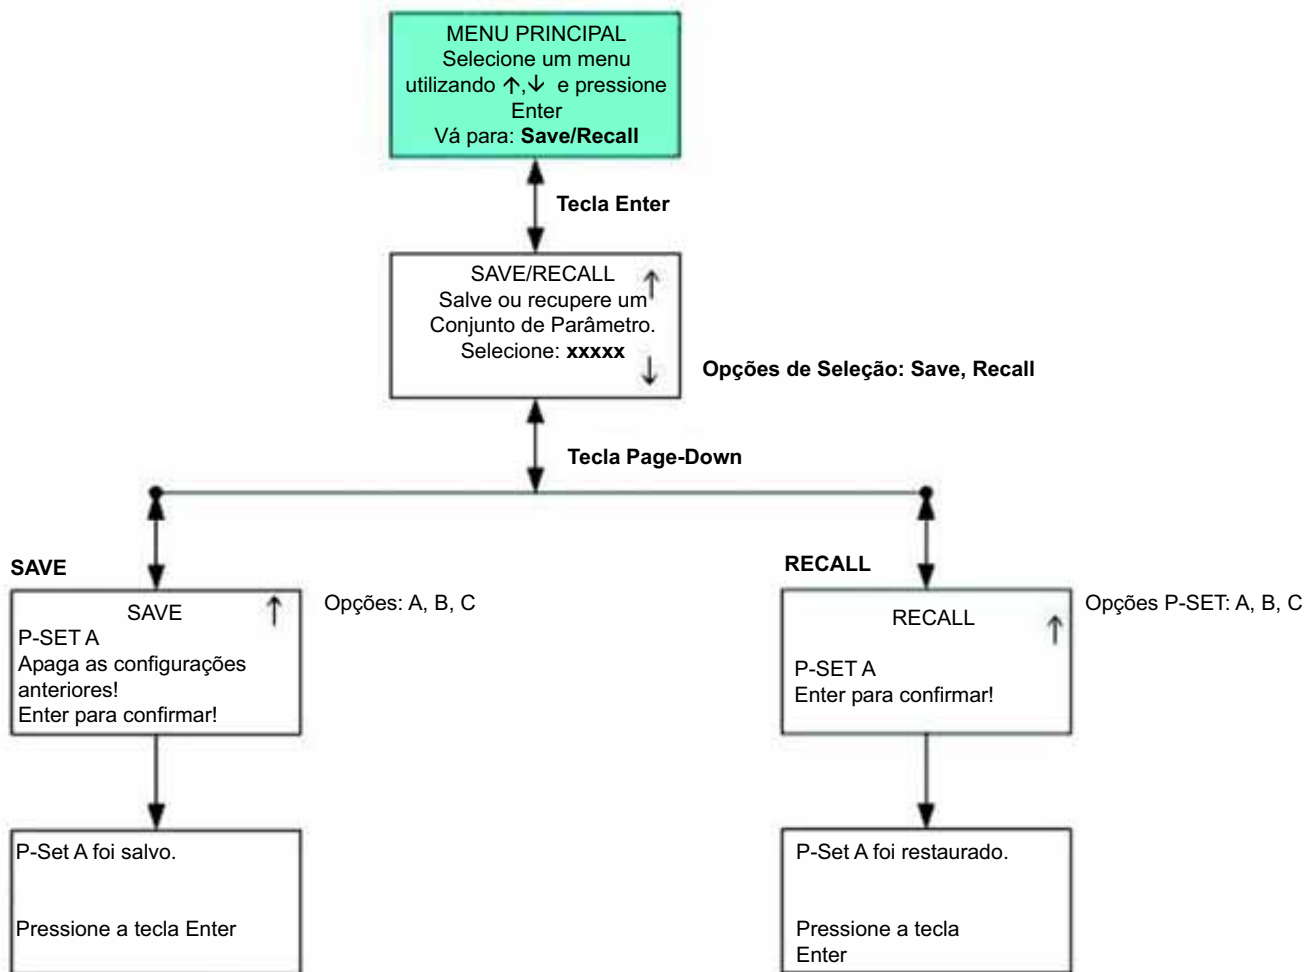 MENU PRINCIPAL
Selecione um menu
utilizando ↑,↓ e pressione
Enter
Vá para: Save/Recall
Tecla Enter
SAVE/RECALL ↑
Salve ou recupere um
Conjunto de Parâmetro.
Selecione: xxxxx
↓
Opções de Seleção: Save, Recall
Tecla Page-Down
SAVE
SAVE ↑
P-SET A
Apaga as configurações
anteriores!
Enter para confirmar!
Opções: A, B, C
RECALL
RECALL ↑
P-SET A
Enter para confirmar!
Opções P-SET: A, B, C
P-Set A foi salvo.
Pressione a tecla Enter
P-Set A foi restaurado.
Pressione a tecla
Enter